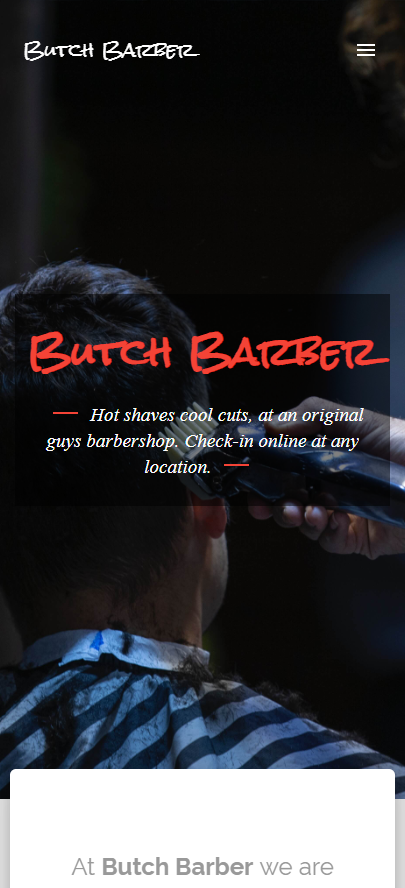 Butch Barber
Butch Barber
Hot shaves cool cuts, at an original
guys barbershop. Check-in online at any
location.
At Butch Barber we are